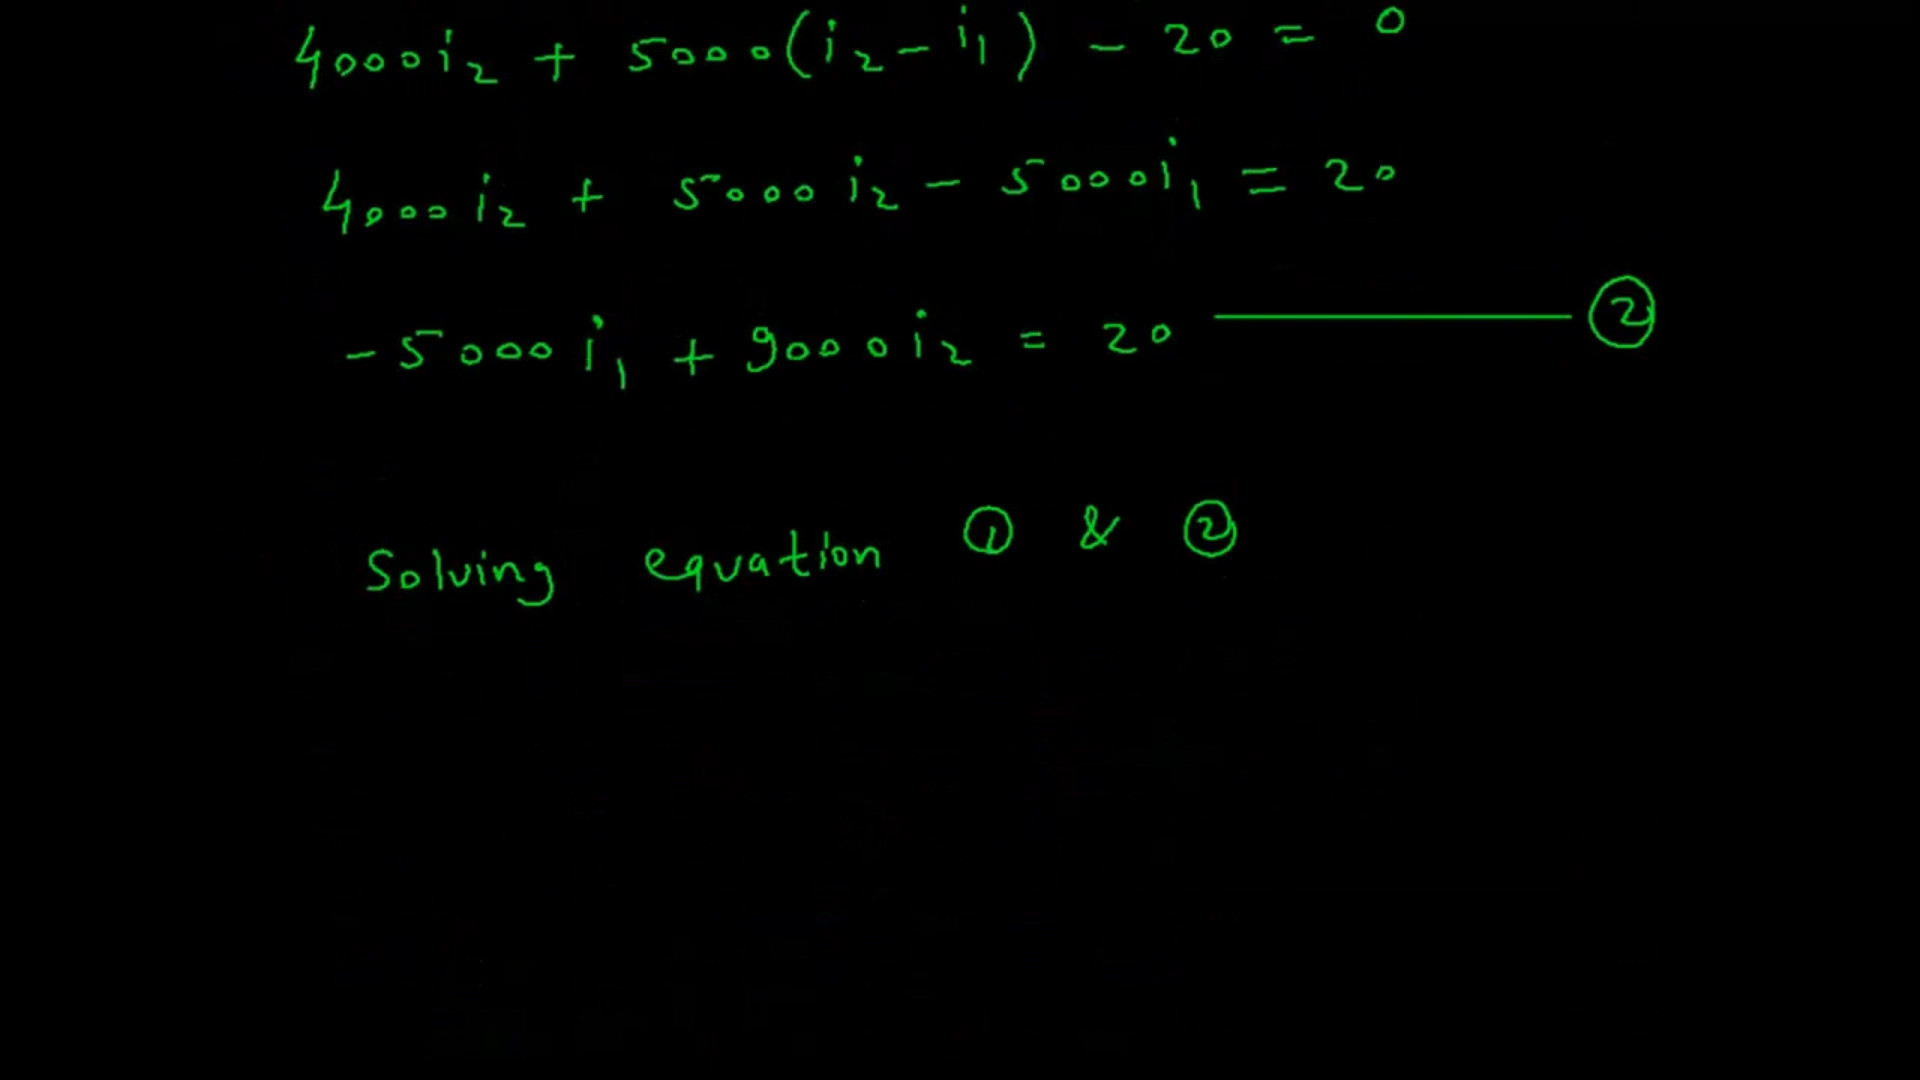 4000i₂ + 5000(i₂ - i₁) - 20 = 0
4000i₂ + 5000i₂ - 5000i₁ = 20
-5000i₁ + 9000i₂ = 20 ——— ②
Solving equation ① & ②